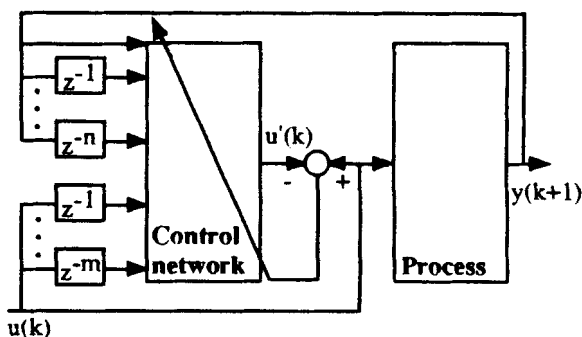 z-1
z-n
z-1
z-m
u'(k)
-
+
Control
network
Process
y(k+1)
u(k)